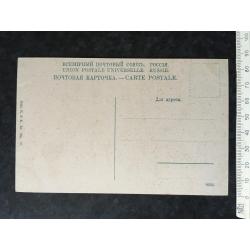 ВСЕМІРНЫЙ ПОЧТОВЫЙ СОЮЗЪ. РОССІЯ
UNION POSTALE UNIVERSELLE. RUSSIE.
ПОЧТОВАЯ КАРТОЧКА.—CARTE POSTALE.
Для адреса.